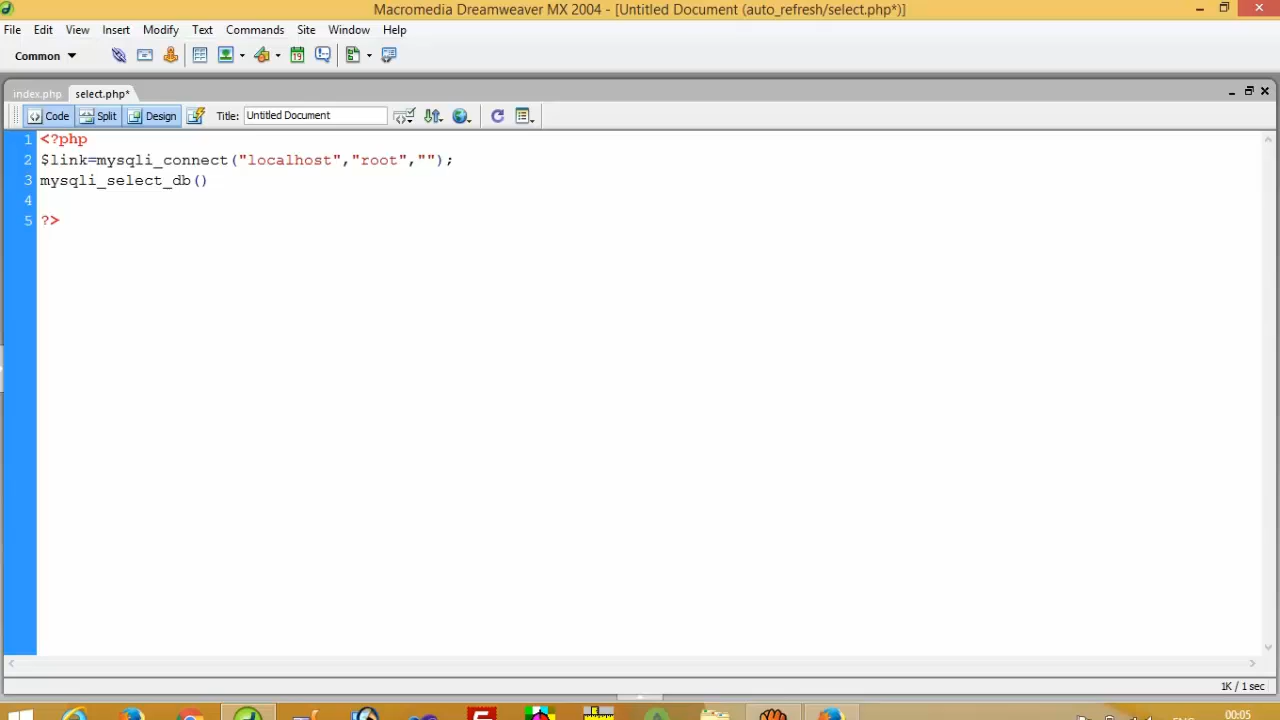 Macromedia Dreamweaver MX 2004 - [Untitled Document (auto_refresh/select.php*)]
File Edit View Insert Modify Text Commands Site Window Help
Common
index.php select.php*
Code Split Design Title: Untitled Document
1 <?php
2 $link=mysqli_connect("localhost","root","");
3 mysqli_select_db()
4
5 ?>
1K / 1 sec
ENG 00:05